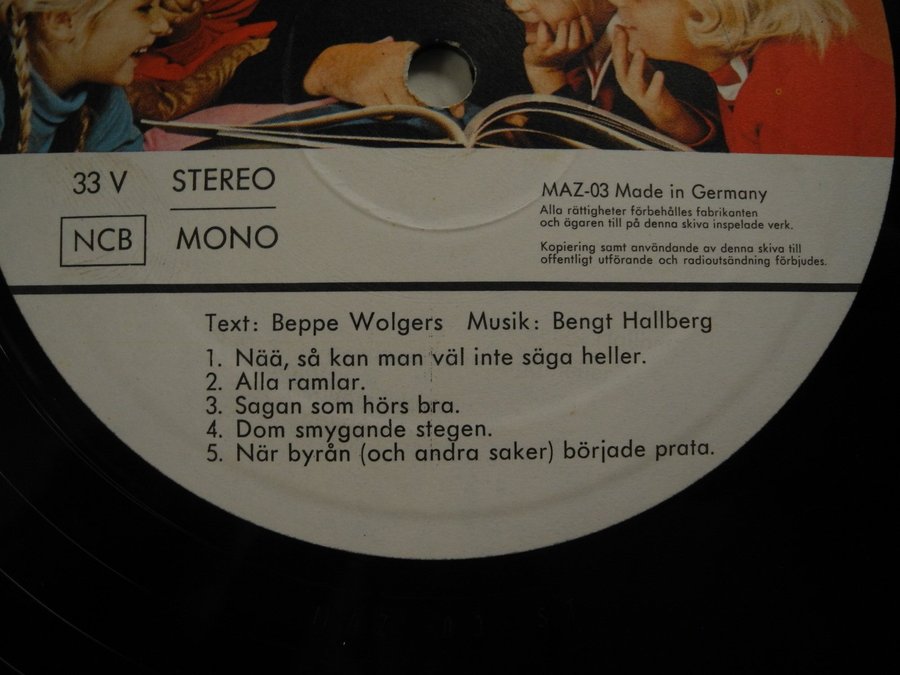 33 V STEREO
NCB MONO
MAZ-03 Made in Germany
Alla rättigheter förbehålles fabrikanten
och ägaren till på denna skiva inspelade verk.
Kopiering samt användande av denna skiva till
offentligt utförande och radioutsändning förbjudes.
Text: Beppe Wolgers Musik: Bengt Hallberg
1. Nää, så kan man väl inte säga heller.
2. Alla ramlar.
3. Sagan som hörs bra.
4. Dom smygande stegen.
5. När byrån (och andra saker) började prata.